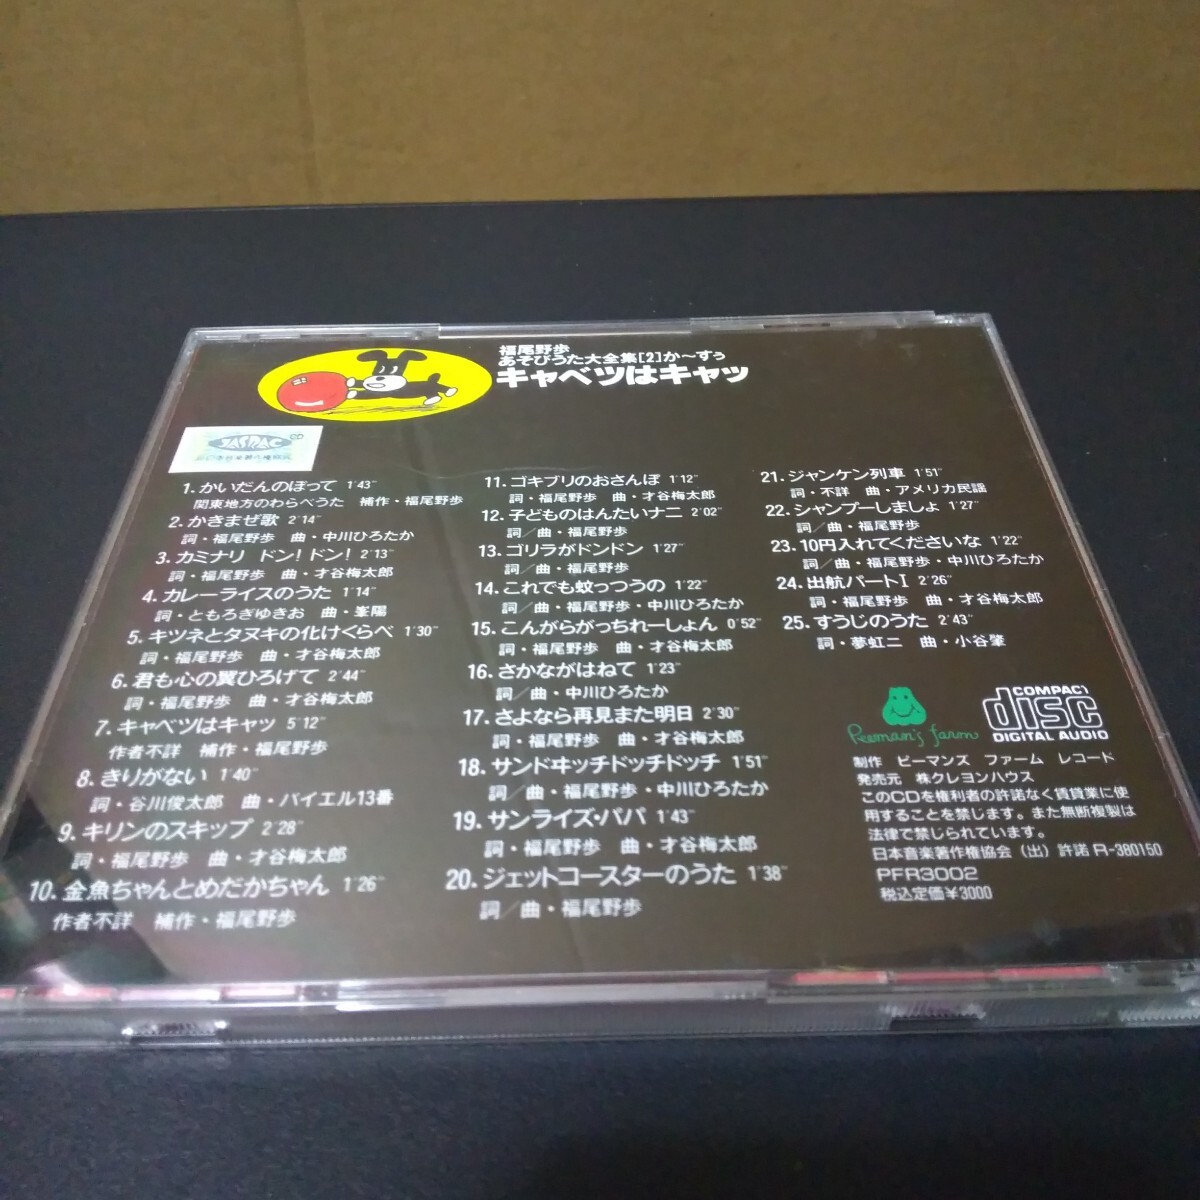 福尾野歩
あそびうた大全集[2]か〜すぅ
キャベツはキャッ
JASRAC CD
1. かいだんのぼって 1'43"
関東地方のわらべうた 補作・福尾野歩
2. かきまぜ歌 2'14"
詞・福尾野歩 曲・中川ひろたか
3. カミナリ ドン!ドン! 2'13"
詞・福尾野歩 曲・才谷梅太郎
4. カレーライスのうた 1'14"
詞・ともろぎゆきお 曲・峯陽
5. キツネとタヌキの化けくらべ 1'30"
詞・福尾野歩 曲・才谷梅太郎
6. 君も心の翼ひろげて 2'44"
詞・福尾野歩 曲・才谷梅太郎
7. キャベツはキャッ 5'12"
作者不詳 補作・福尾野歩
8. きりがない 1'40"
詞・谷川俊太郎 曲・バイエル13番
9. キリンのスキップ 2'28"
詞・福尾野歩 曲・才谷梅太郎
10. 金魚ちゃんとめだかちゃん 1'26"
作者不詳 補作・福尾野歩
11. ゴキブリのおさんぽ 1'12"
詞・福尾野歩 曲・才谷梅太郎
12. 子どものはんたいナニ 2'02"
詞/曲・福尾野歩
13. ゴリラがドンドン 1'27"
詞/曲・福尾野歩
14. これでも蚊っつうの 1'22"
詞/曲・福尾野歩・中川ひろたか
15. こんがらがっちれーしょん 0'52"
詞・福尾野歩 曲・才谷梅太郎
16. さかながはねて 1'23"
詞/曲・中川ひろたか
17. さよなら再見また明日 2'30"
詞・福尾野歩 曲・才谷梅太郎
18. サンドヰッチドッチドッチ 1'51"
詞/曲・福尾野歩・中川ひろたか
19. サンライズ・パパ 1'43"
詞・福尾野歩 曲・才谷梅太郎
20. ジェットコースターのうた 1'38"
詞/曲・福尾野歩
21. ジャンケン列車 1'51"
詞・不詳 曲・アメリカ民謡
22. シャンプーしましょ 1'27"
詞/曲・福尾野歩
23. 10円入れてくださいな 1'22"
詞/曲・福尾野歩・中川ひろたか
24. 出航パートI 2'26"
詞・福尾野歩 曲・才谷梅太郎
25. すうじのうた 2'43"
詞・夢虹二 曲・小谷肇
Peeman's farm
COMPACT
disc
DIGITAL AUDIO
制作 ピーマンズ ファーム レコード
発売元 株クレヨンハウス
このCDを権利者の許諾なく賃貸業に使
用することを禁じます。また無断複製は
法律で禁じられています。
日本音楽著作権協会(出)許諾 R-380150
PFR3002
税込定価¥3000